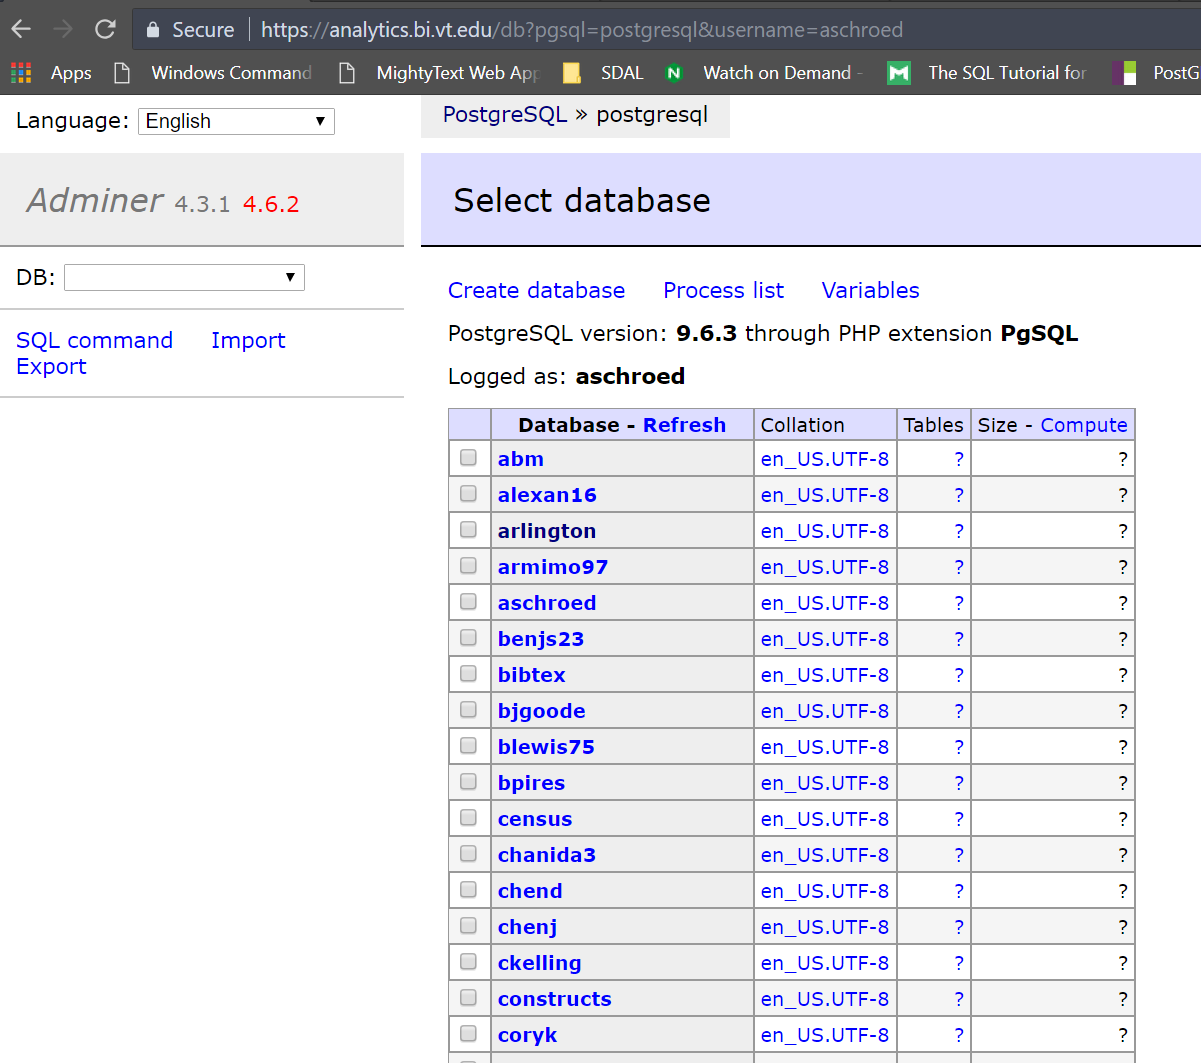 Secure https://analytics.bi.vt.edu/db?pgsql=postgresql&username=aschroed
Apps Windows Command MightyText Web App SDAL Watch on Demand - The SQL Tutorial for PostG
Language: English
PostgreSQL » postgresql
Adminer 4.3.1 4.6.2
Select database
DB:
Create database Process list Variables
SQL command Import
Export
PostgreSQL version: 9.6.3 through PHP extension PgSQL
Logged as: aschroed
Database - Refresh Collation Tables Size - Compute
abm en_US.UTF-8 ? ?
alexan16 en_US.UTF-8 ? ?
arlington en_US.UTF-8 ? ?
armimo97 en_US.UTF-8 ? ?
aschroed en_US.UTF-8 ? ?
benjs23 en_US.UTF-8 ? ?
bibtex en_US.UTF-8 ? ?
bjgoode en_US.UTF-8 ? ?
blewis75 en_US.UTF-8 ? ?
bpires en_US.UTF-8 ? ?
census en_US.UTF-8 ? ?
chanida3 en_US.UTF-8 ? ?
chend en_US.UTF-8 ? ?
chenj en_US.UTF-8 ? ?
ckelling en_US.UTF-8 ? ?
constructs en_US.UTF-8 ? ?
coryk en_US.UTF-8 ? ?